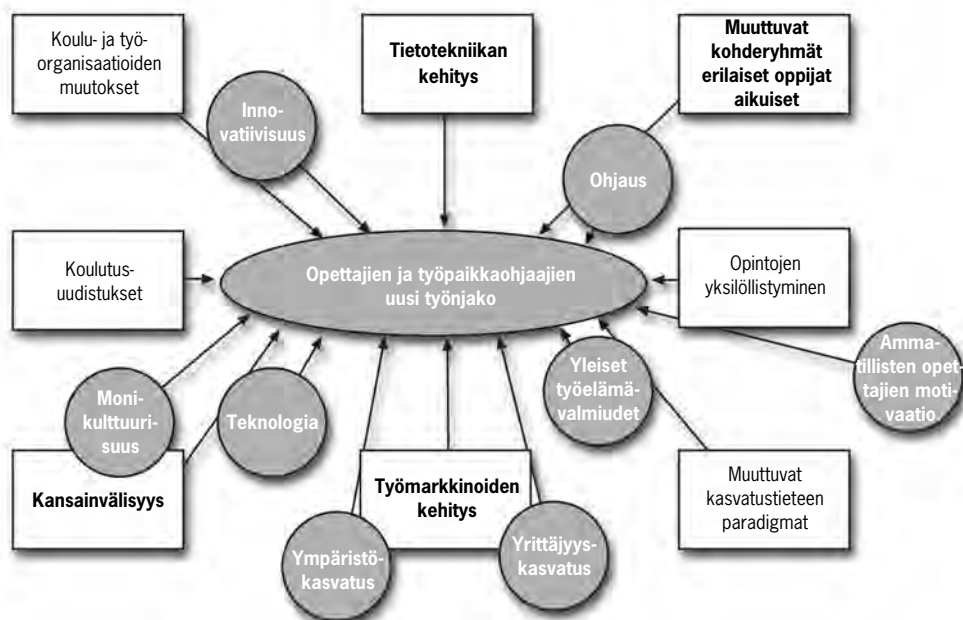 Koulu- ja työ-
organisaatioiden
muutokset
Tietotekniikan
kehitys
Muuttuvat
kohderyhmät
erilaiset oppijat
aikuiset
Inno-
vatiivisuus
Ohjaus
Koulutus-
uudistukset
Opettajien ja työpaikkaohjaajien
uusi työnjako
Opintojen
yksilöllistyminen
Moni-
kulttuuri-
suus
Teknologia
Yleiset
työelämä-
valmiudet
Amma-
tillisten opet-
tajien moti-
vaatio
Kansainvälisyys
Työmarkkinoiden
kehitys
Muuttuvat
kasvatustieteen
paradigmat
Ympäristö-
kasvatus
Yrittäjyys-
kasvatus